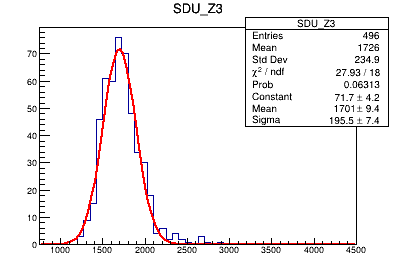 SDU_Z3
SDU_Z3
Entries 496
Mean 1726
Std Dev 234.9
χ² / ndf 27.93 / 18
Prob 0.06313
Constant 71.7 ± 4.2
Mean 1701 ± 9.4
Sigma 195.5 ± 7.4
70
60
50
40
30
20
10
0
1000 1500 2000 2500 3000 3500 4000 4500